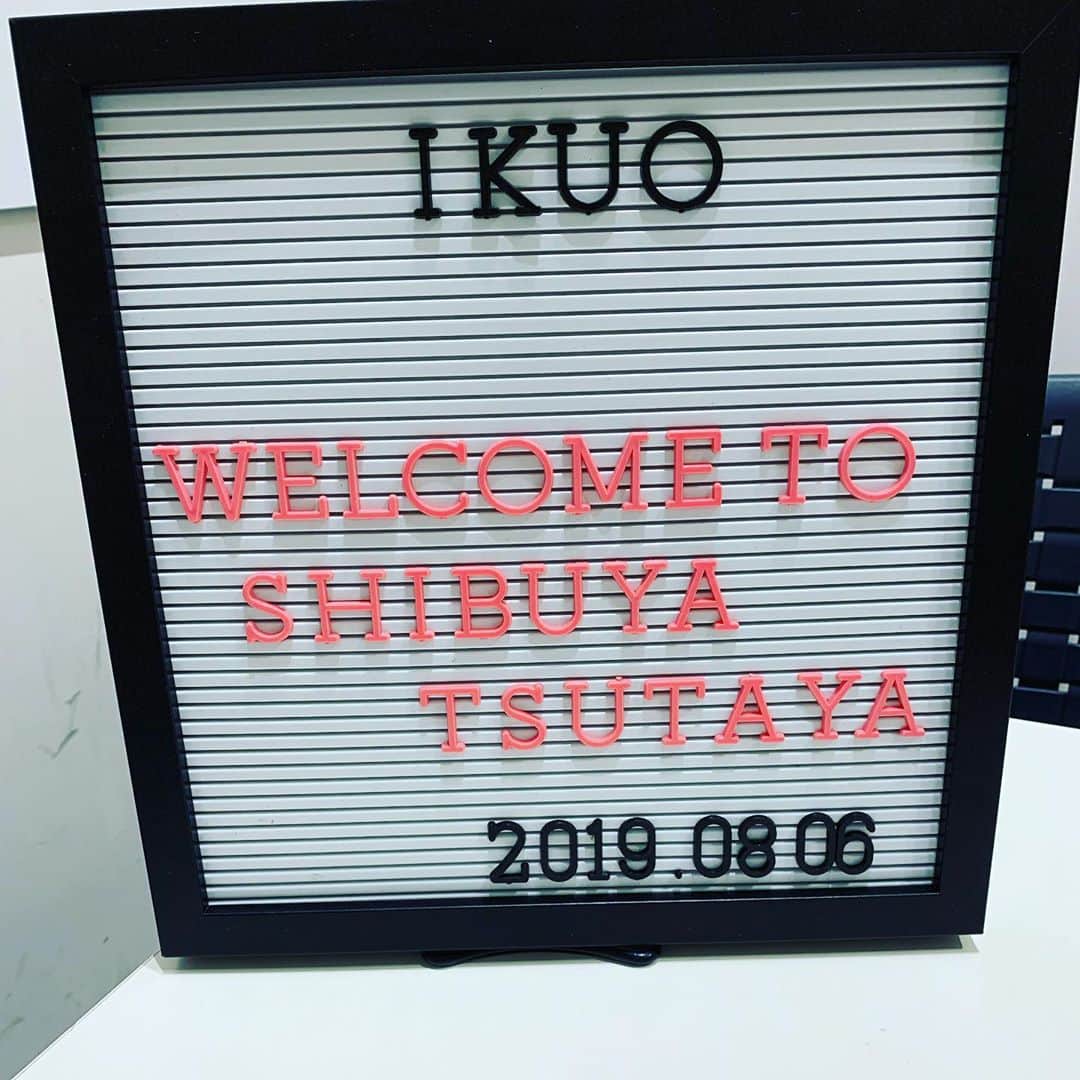 IKUO
WELCOME TO
SHIBUYA
TSUTAYA
2019.08 06